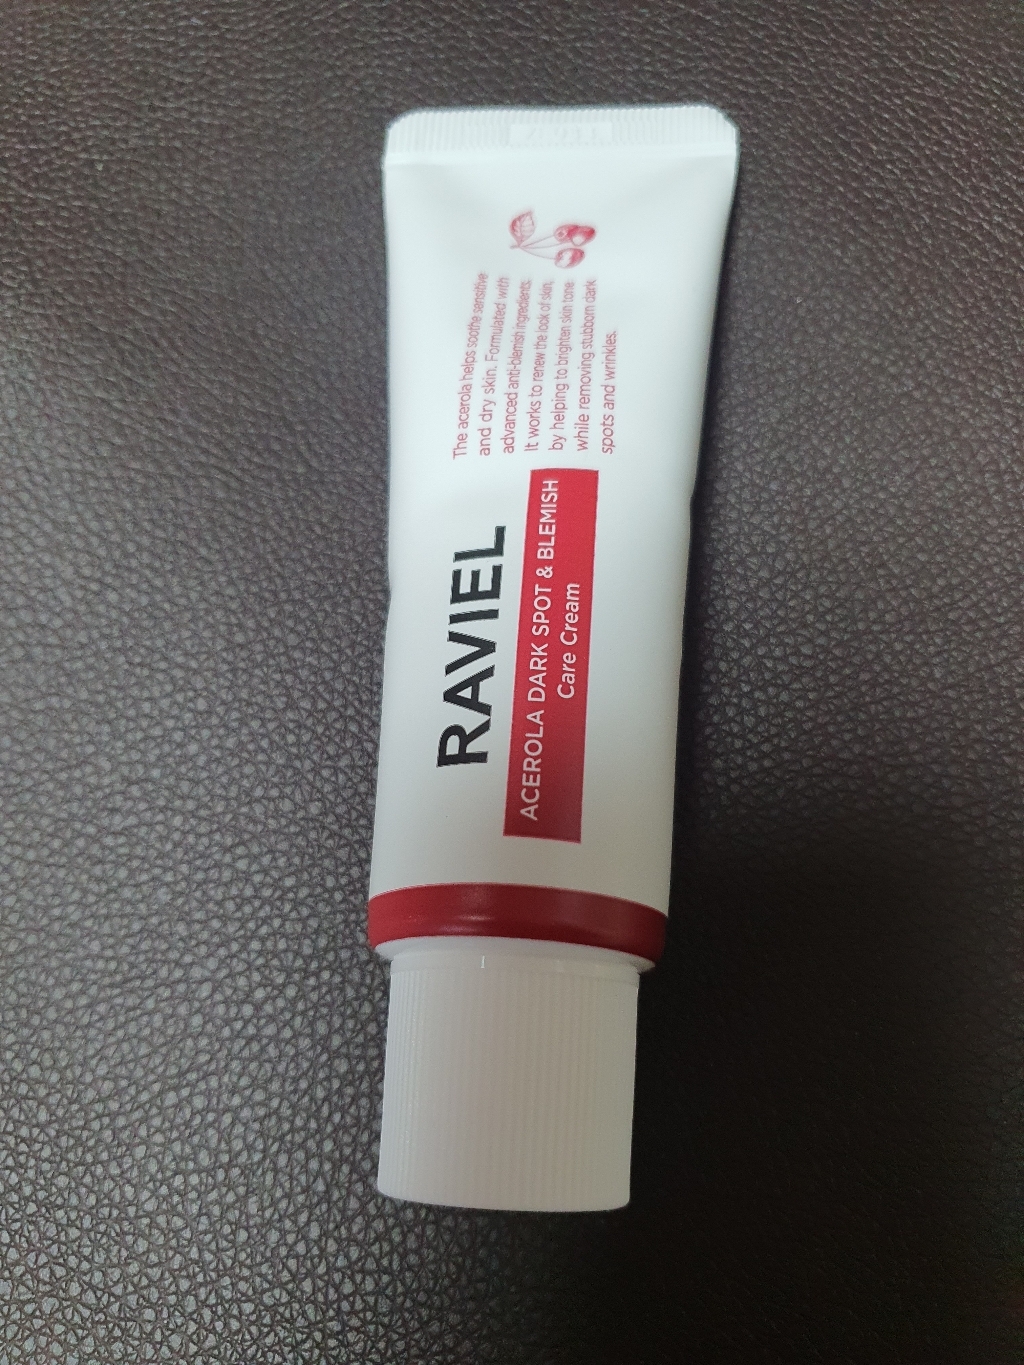 RAVIEL
ACEROLA DARK SPOT & BLEMISH
Care Cream
The acerola helps soothe sensitive
and dry skin. Formulated with
advanced anti-blemish ingredients.
It works to renew the look of skin,
by helping to brighten skin tone
while removing stubborn dark
spots and wrinkles.